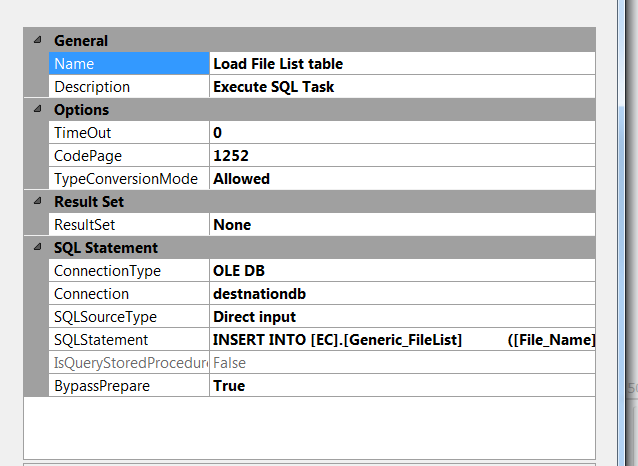 General
Name Load File List table
Description Execute SQL Task
Options
TimeOut 0
CodePage 1252
TypeConversionMode Allowed
Result Set
ResultSet None
SQL Statement
ConnectionType OLE DB
Connection destnationdb
SQLSourceType Direct input
SQLStatement INSERT INTO [EC].[Generic_FileList] ([File_Name]
IsQueryStoredProcedure False
BypassPrepare True